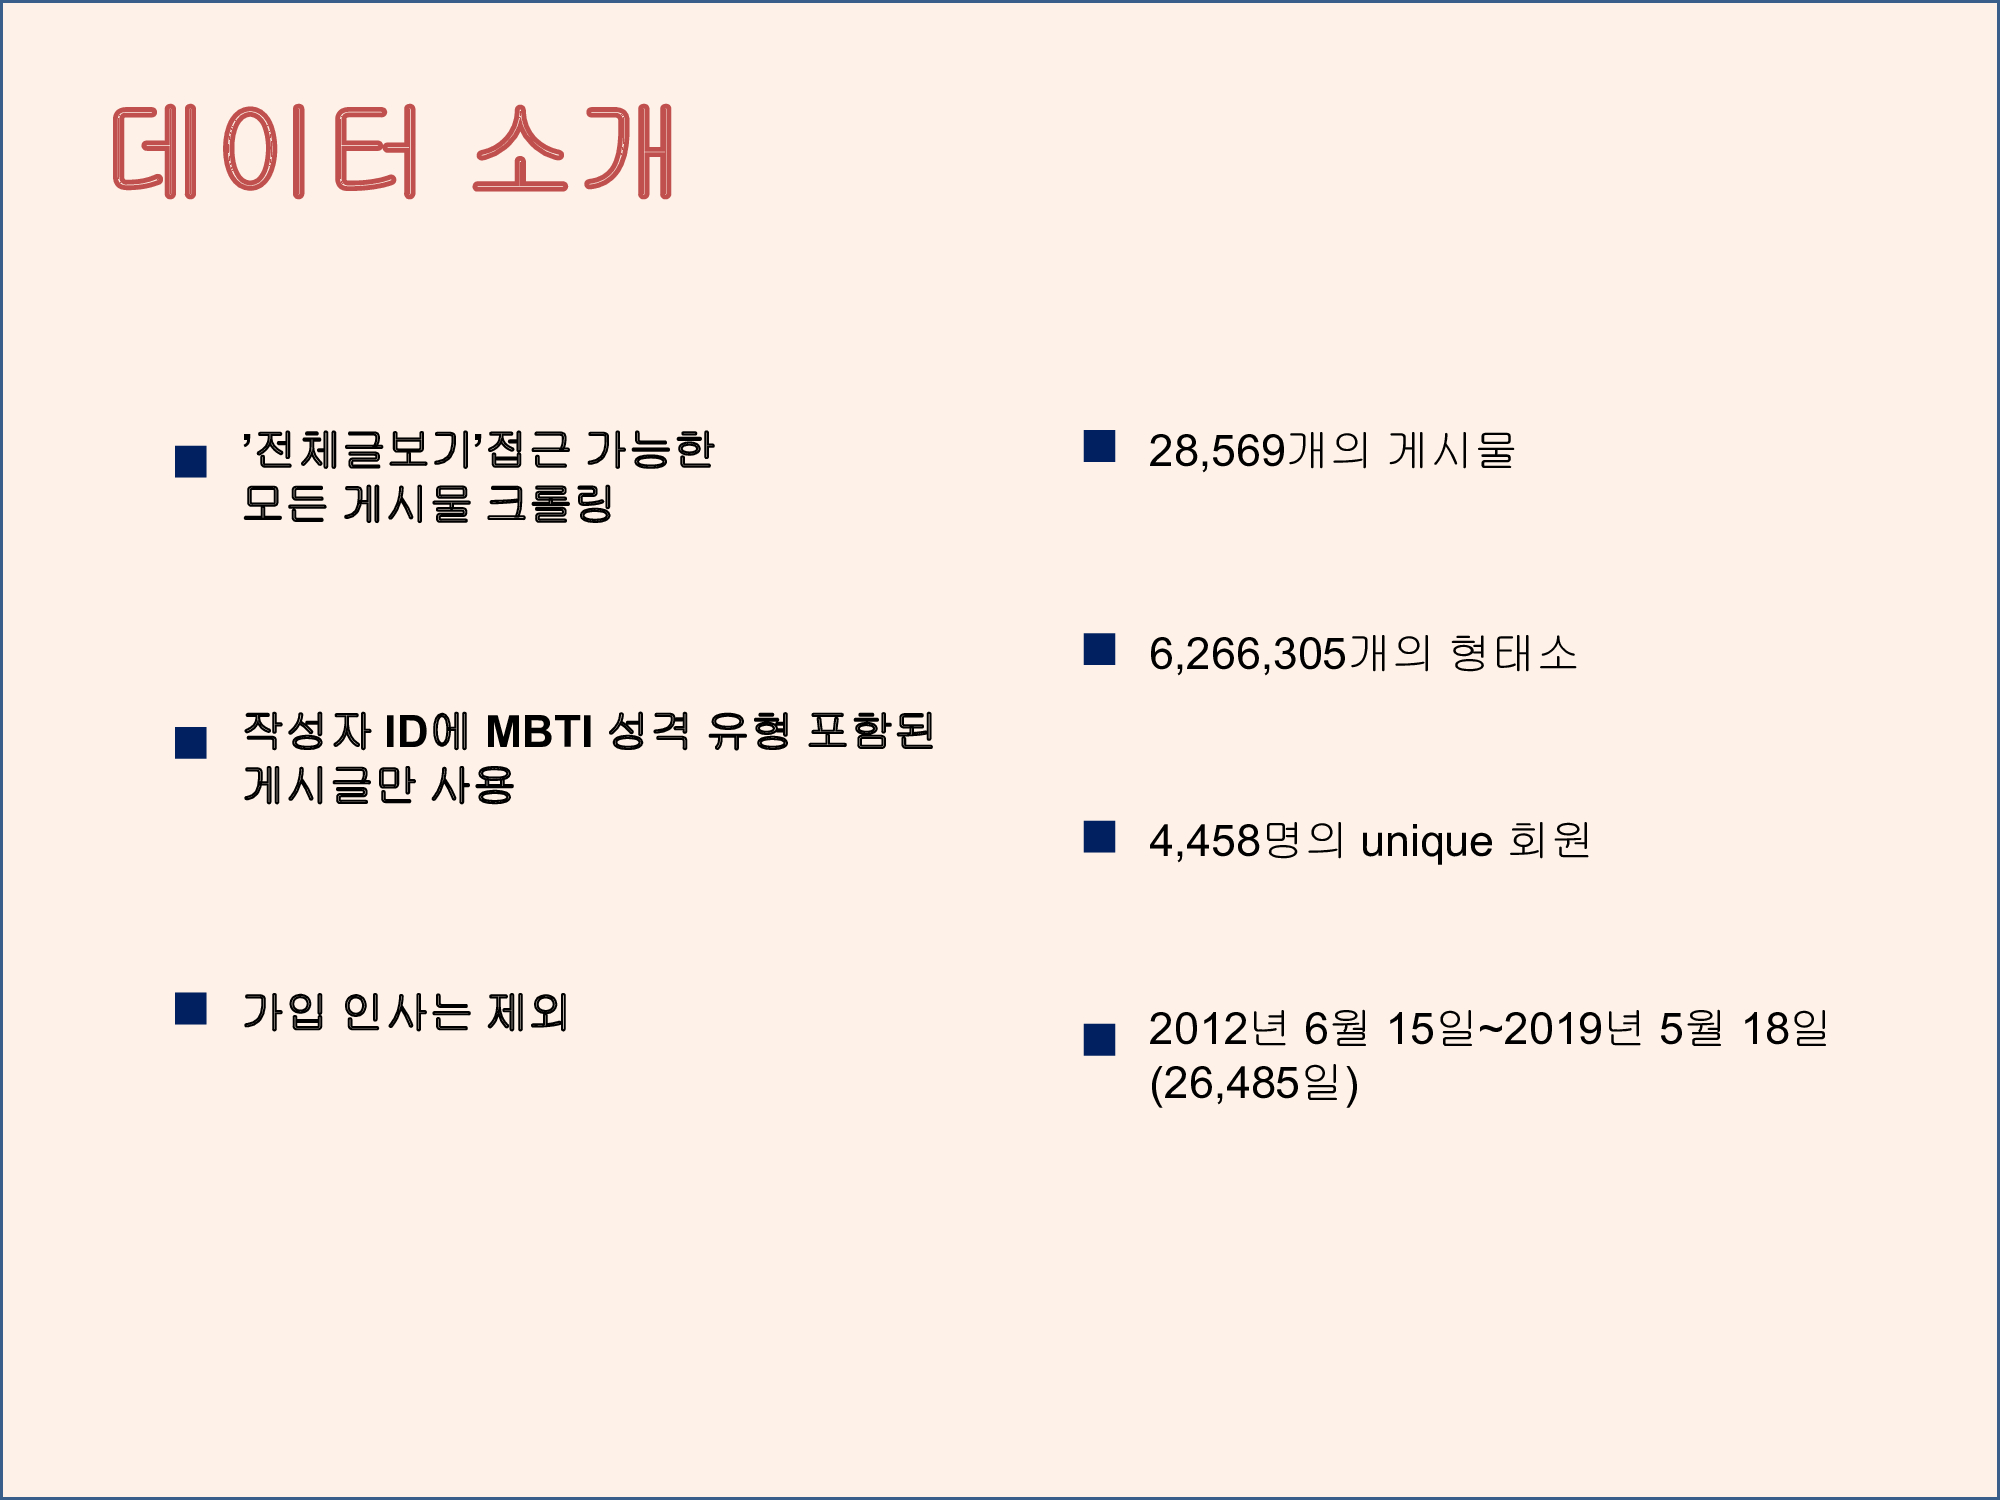 데이터 소개
’전체글보기’접근 가능한
모든 게시물 크롤링
작성자 ID에 MBTI 성격 유형 포함된
게시글만 사용
가입 인사는 제외
28,569개의 게시물
6,266,305개의 형태소
4,458명의 unique 회원
2012년 6월 15일~2019년 5월 18일
(26,485일)